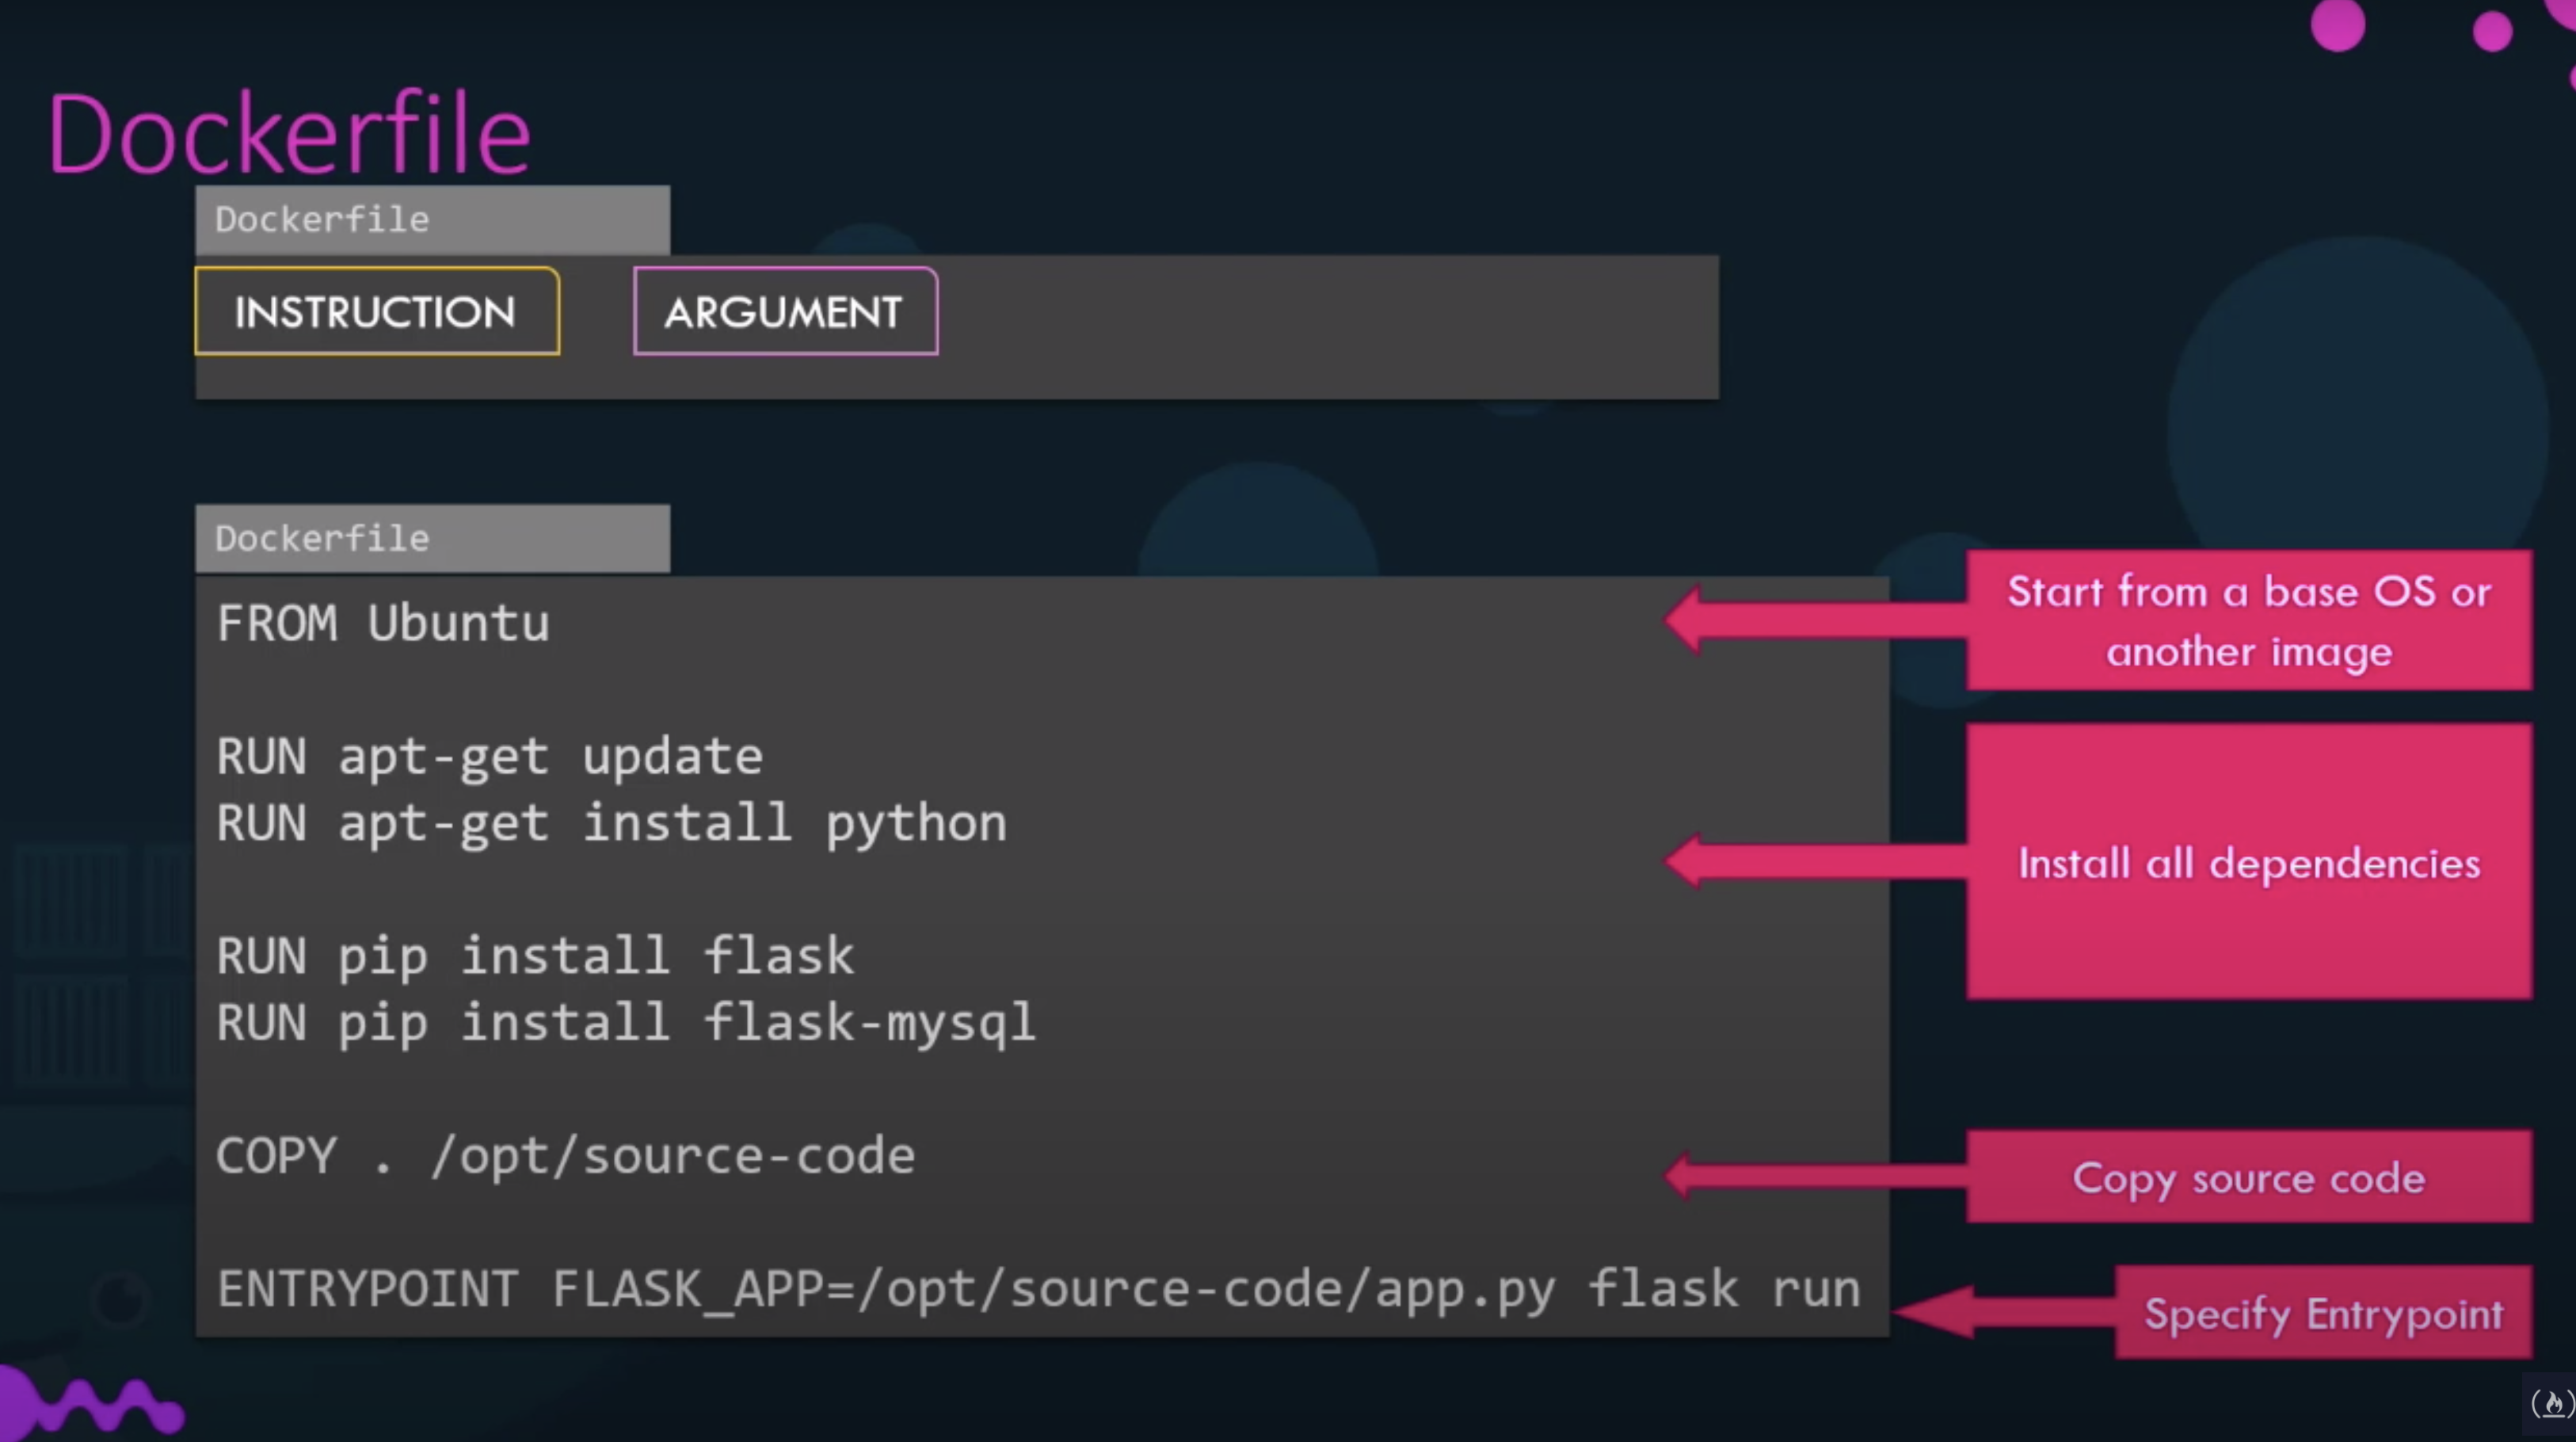 Dockerfile
Dockerfile
INSTRUCTION ARGUMENT
Dockerfile
FROM Ubuntu
RUN apt-get update
RUN apt-get install python
RUN pip install flask
RUN pip install flask-mysql
COPY . /opt/source-code
ENTRYPOINT FLASK_APP=/opt/source-code/app.py flask run
Start from a base OS or
another image
Install all dependencies
Copy source code
Specify Entrypoint